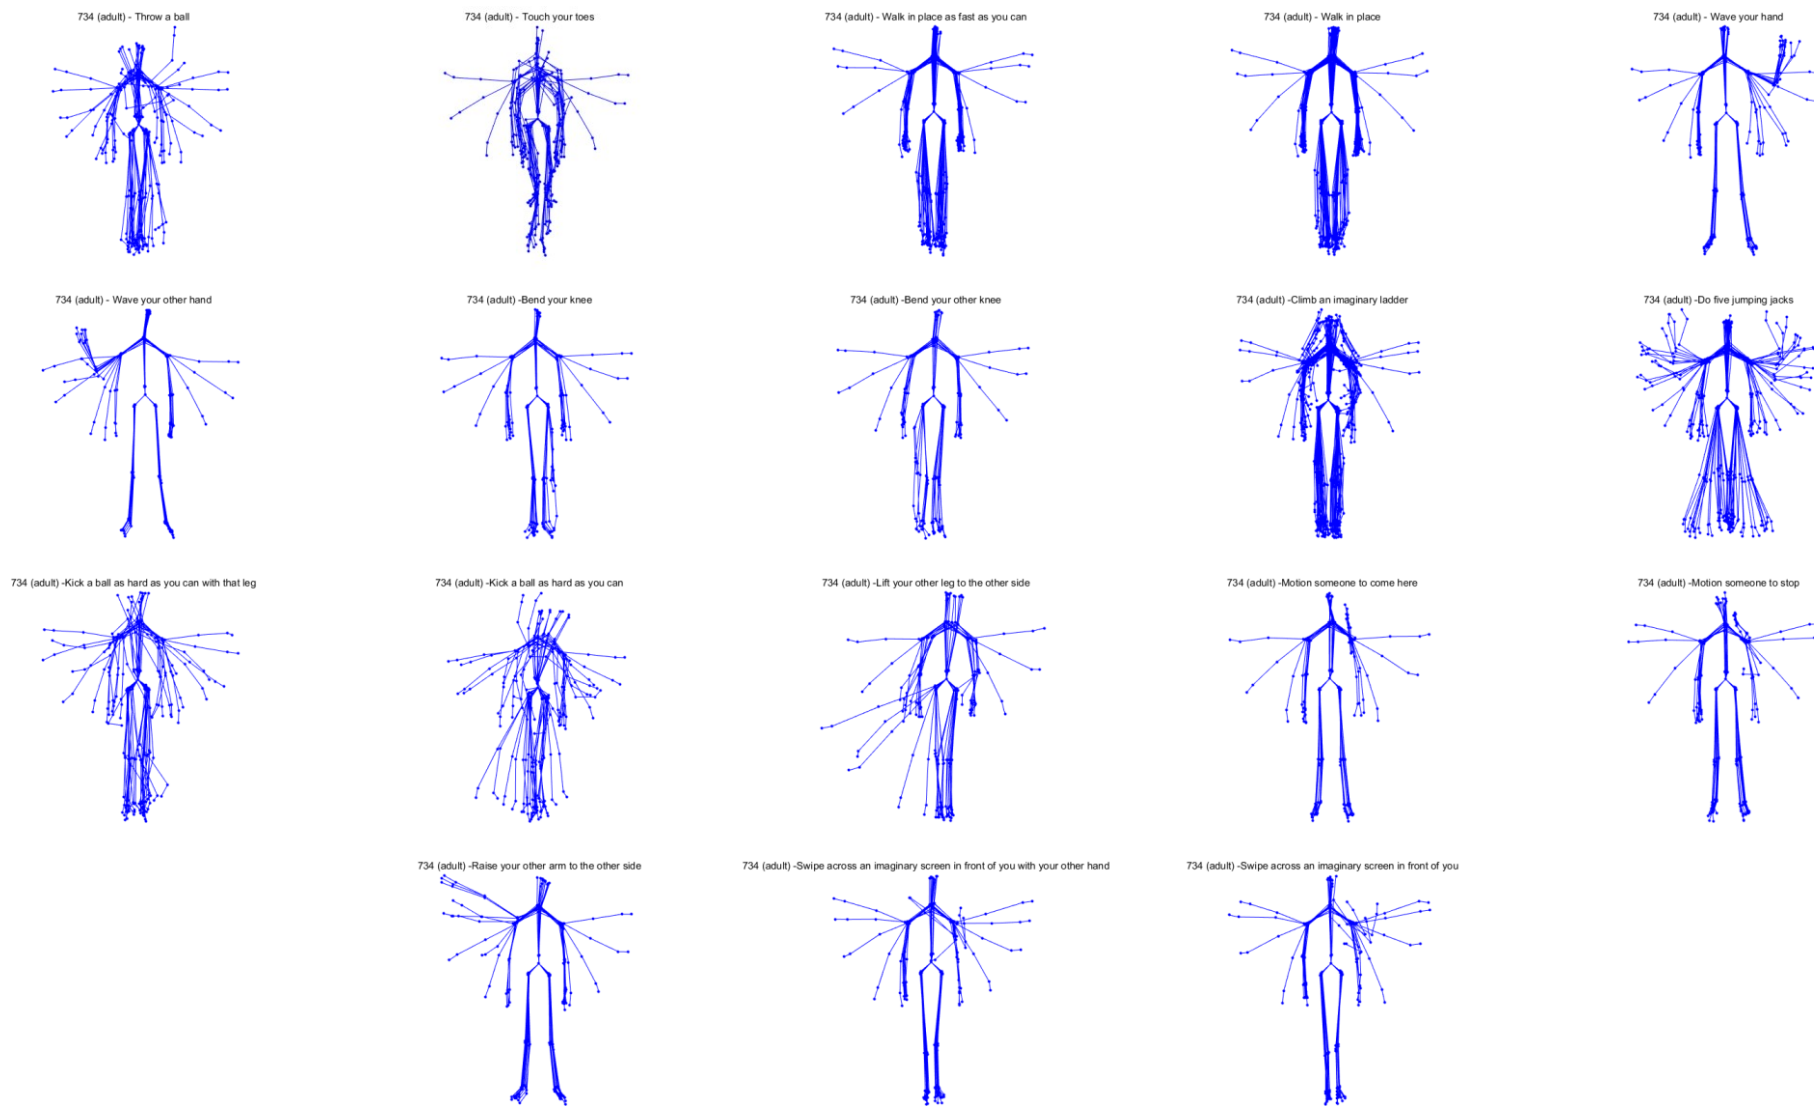 734 (adult) - Throw a ball
734 (adult) - Touch your toes
734 (adult) - Walk in place as fast as you can
734 (adult) - Walk in place
734 (adult) - Wave your hand
734 (adult) - Wave your other hand
734 (adult) -Bend your knee
734 (adult) -Bend your other knee
734 (adult) -Climb an imaginary ladder
734 (adult) -Do five jumping jacks
734 (adult) -Kick a ball as hard as you can with that leg
734 (adult) -Kick a ball as hard as you can
734 (adult) -Lift your other leg to the other side
734 (adult) -Motion someone to come here
734 (adult) -Motion someone to stop
734 (adult) -Raise your other arm to the other side
734 (adult) -Swipe across an imaginary screen in front of you with your other hand
734 (adult) -Swipe across an imaginary screen in front of you